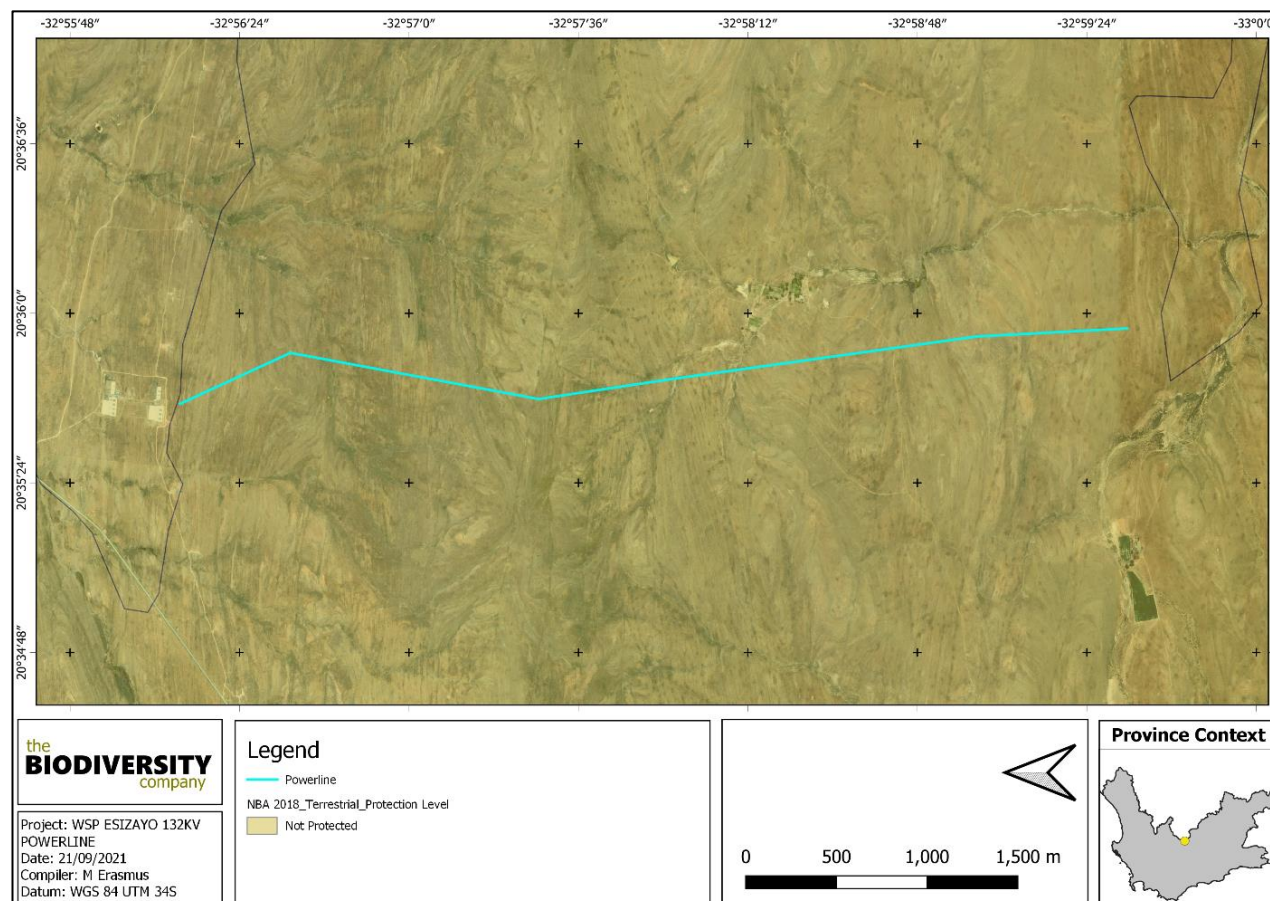 -32°55'48" -32°56'24" -32°57'0" -32°57'36" -32°58'12" -32°58'48" -32°59'24" -33°0'0
20°36'36"
20°36'0"
20°35'24"
20°34'48"
the
BIODIVERSITY
company
Project: WSP ESIZAYO 132KV
POWERLINE
Date: 21/09/2021
Compiler: M Erasmus
Datum: WGS 84 UTM 34S
Legend
Powerline
NBA 2018_Terrestrial_Protection Level
Not Protected
0 500 1,000 1,500 m
Province Context